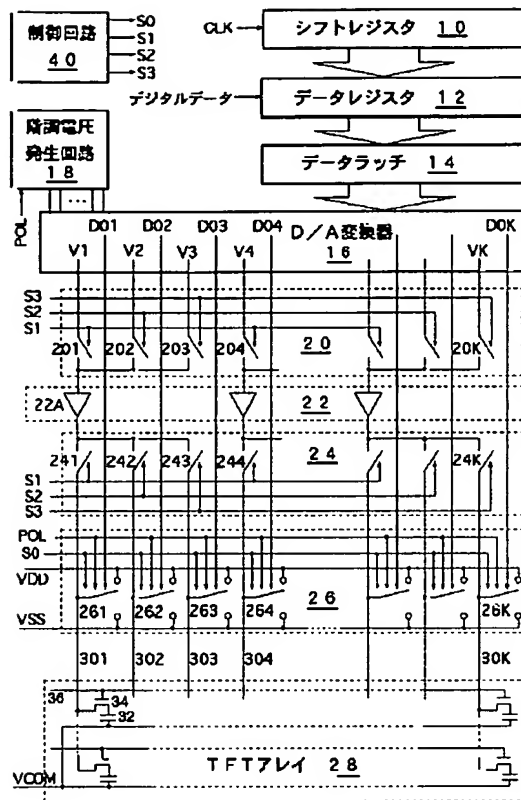 制御回路
40
S0
S1
S2
S3
CLK
シフトレジスタ 10
デジタルデータ
データレジスタ 12
階調電圧
発生回路
18
データラッチ 14
POL
D01 D02 D03 D04 D0K
D/A変換器
V1 V2 V3 V4 16 VK
S3
S2
S1
201 202 203 204 20 20K
22A 22
241 242 243 244 24 24K
S1
S2
S3
POL
S0
VDD
VSS
261 262 263 264 26 26K
301 302 303 304 30K
36
34
32
VCOM
TFTアレイ 28